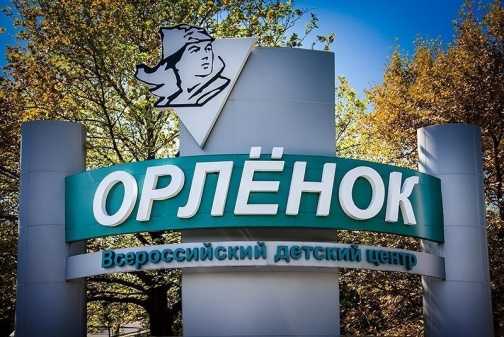 ОРЛЁНОК
Всероссийский детский центр